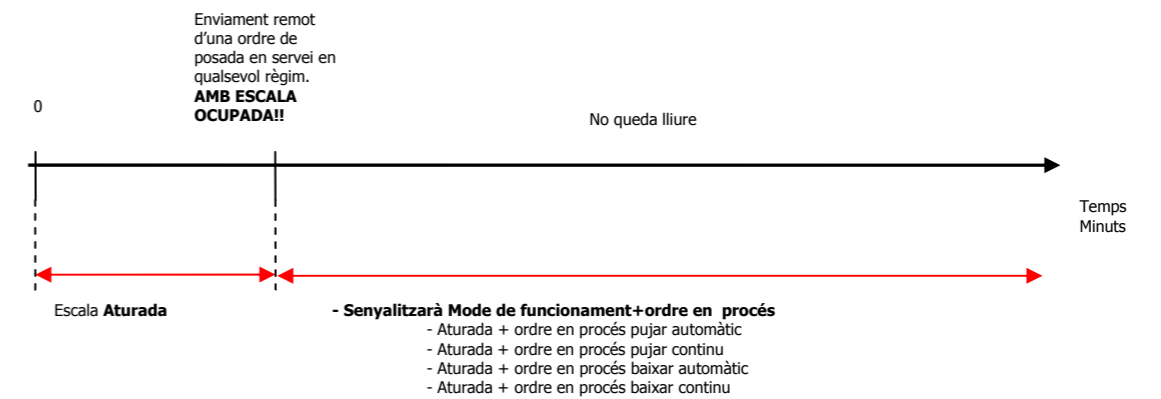 Enviament remot
d'una ordre de
posada en servei en
qualsevol règim.
AMB ESCALA
OCUPADA!!
0
No queda lliure
Temps
Minuts
Escala Aturada
- Senyalitzarà Mode de funcionament+ordre en procés
- Aturada + ordre en procés pujar automàtic
- Aturada + ordre en procés pujar continu
- Aturada + ordre en procés baixar automàtic
- Aturada + ordre en procés baixar continu